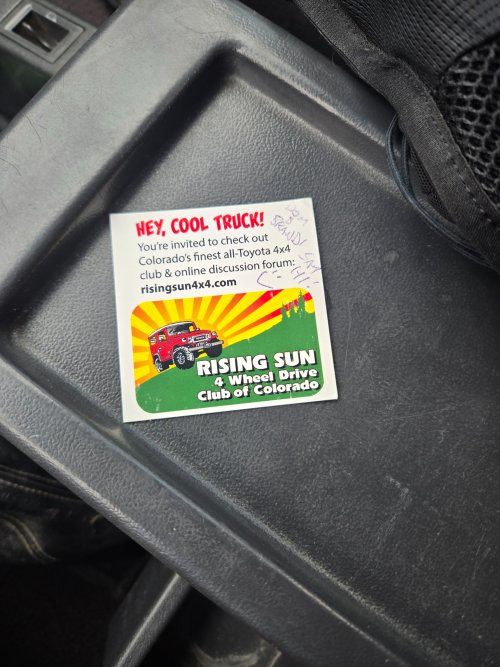 HEY, COOL TRUCK!
You're invited to check out
Colorado's finest all-Toyota 4x4
club & online discussion forum:
risingsun4x4.com
RISING SUN
4 Wheel Drive
Club of Colorado
HI!